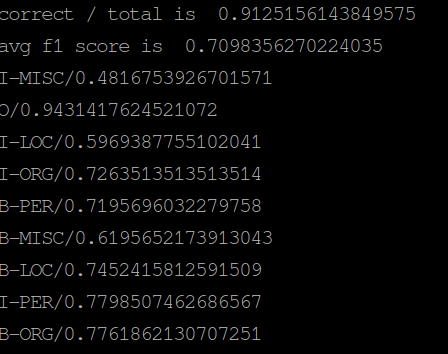 correct / total is  0.9125156143849575
avg f1 score is  0.7098356270224035
I-MISC/0.4816753926701571
O/0.9431417624521072
I-LOC/0.5969387755102041
I-ORG/0.7263513513513514
B-PER/0.7195696032279758
B-MISC/0.6195652173913043
B-LOC/0.7452415812591509
I-PER/0.7798507462686567
B-ORG/0.7761862130707251